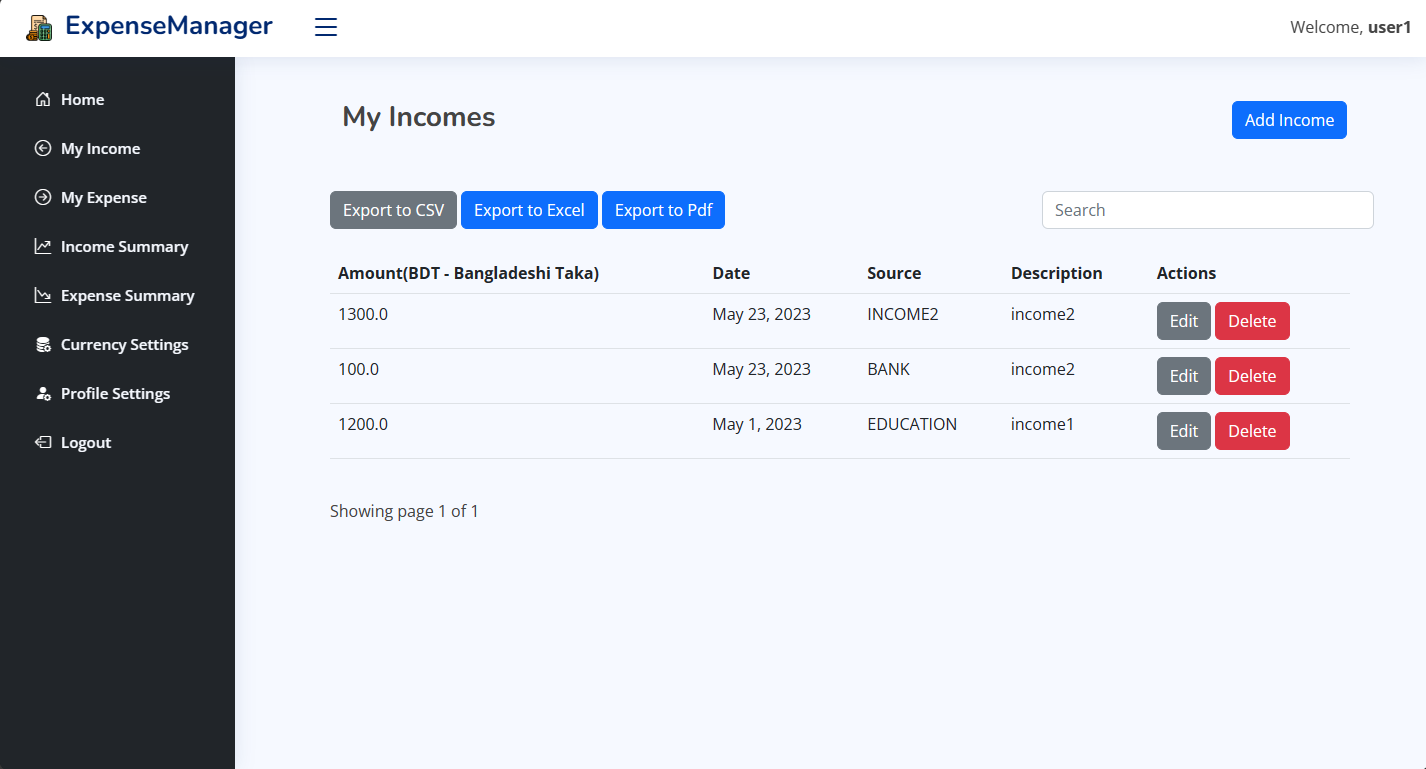 ExpenseManager
Welcome, user1
Home
My Income
My Expense
Income Summary
Expense Summary
Currency Settings
Profile Settings
Logout
My Incomes
Add Income
Export to CSV Export to Excel Export to Pdf
Search
Amount(BDT - Bangladeshi Taka) Date Source Description Actions
1300.0 May 23, 2023 INCOME2 income2 Edit Delete
100.0 May 23, 2023 BANK income2 Edit Delete
1200.0 May 1, 2023 EDUCATION income1 Edit Delete
Showing page 1 of 1